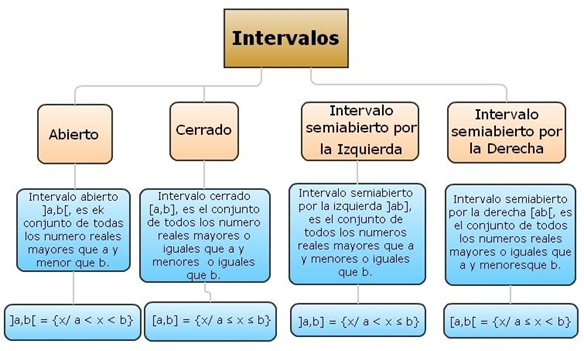 Intervalos
Abierto
Cerrado
Intervalo
semiabierto por
la Izquierda
Intervalo
semiabierto por
la Derecha
Intervalo abierto
]a,b[, es ek
conjunto de todas
los numero reales
mayores que a y
menor que b.
Intervalo cerrado
[a,b], es el conjunto
de todos los numero
reales mayores o
iguales que a y
menores o iguales
que b.
Intervalo semiabierto
por la izquierda ]ab],
es el conjunto de
todos los numeros
reales mayores que a
y menores o iguales
que b.
Intervalo semiabierto
por la derecha [ab[, es
el conjunto de todos
los numeros reales
mayores o iguales que
a y menoresque b.
]a,b[ = {x/ a < x < b}
[a,b] = {x/ a ≤ x ≤ b}
]a,b] = {x/ a < x ≤ b}
[a,b[ = {x/ a ≤ x < b}